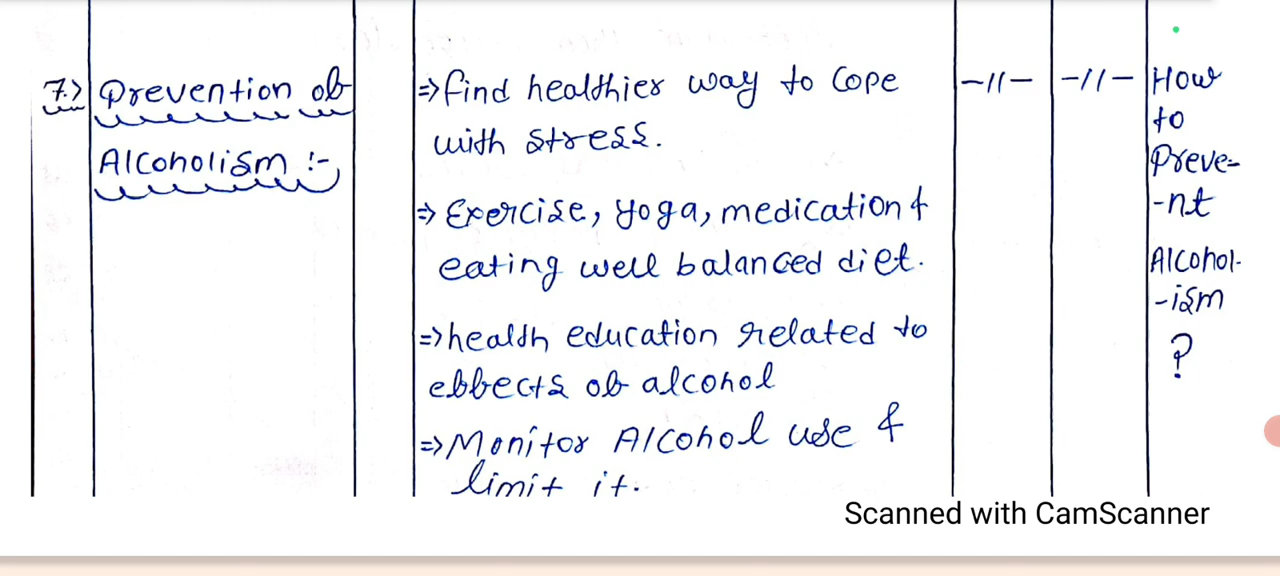 7.> Prevention of
Alcoholism :-
⇒ find healthier way to cope
with stress.
⇒ Exercise, yoga, medication &
eating well balanced diet.
⇒ health education related to
effects of alcohol
⇒ Monitor Alcohol use &
limit it.
-11-
-11-
How
to
Preve-
-nt
Alcohol-
-ism
?
Scanned with CamScanner